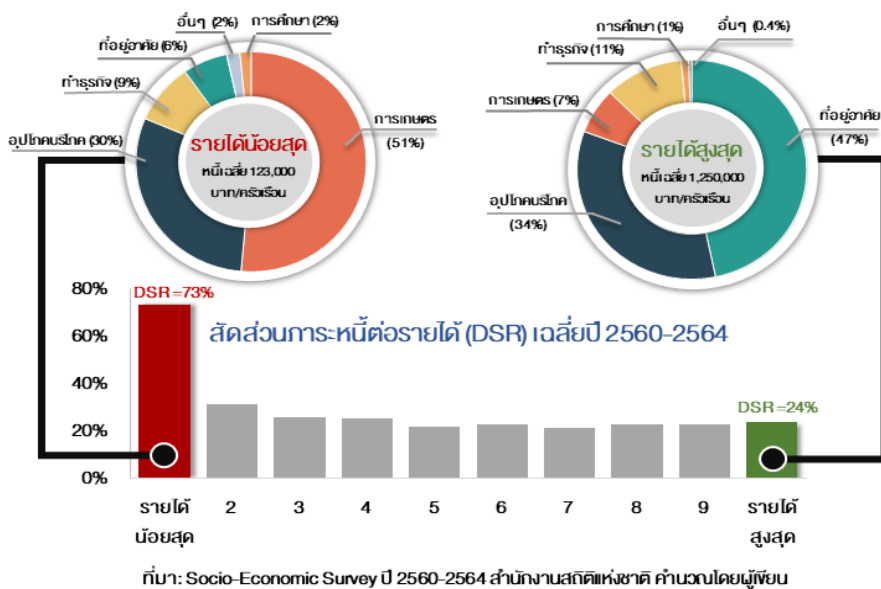 อื่นๆ (2%)
การศึกษา (2%)
ที่อยู่อาศัย (6%)
ทำธุรกิจ (9%)
อุปโภคบริโภค (30%)
การเกษตร
(51%)
รายได้น้อยสุด
หนี้เฉลี่ย 123,000
บาท/ครัวเรือน
การศึกษา (1%)
อื่นๆ (0.4%)
ทำธุรกิจ (11%)
การเกษตร (7%)
ที่อยู่อาศัย
(47%)
อุปโภคบริโภค
(34%)
รายได้สูงสุด
หนี้เฉลี่ย 1,250,000
บาท/ครัวเรือน
สัดส่วนภาระหนี้ต่อรายได้ (DSR) เฉลี่ยปี 2560-2564
80%
60%
40%
20%
0%
DSR=73%
DSR=24%
รายได้
น้อยสุด
2
3
4
5
6
7
8
9
รายได้
สูงสุด
ที่มา: Socio-Economic Survey ปี 2560-2564 สำนักงานสถิติแห่งชาติ คำนวณโดยผู้เขียน